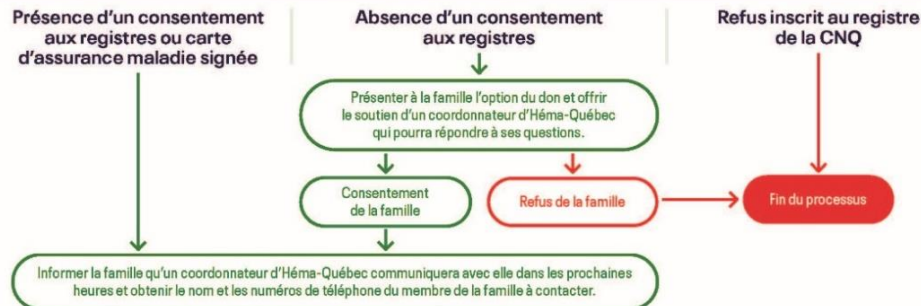 Présence d'un consentement
aux registres ou carte
d'assurance maladie signée
Absence d'un consentement
aux registres
Refus inscrit au registre
de la CNQ
Présenter à la famille l'option du don et offrir
le soutien d'un coordonnateur d'Héma-Québec
qui pourra répondre à ses questions.
Consentement
de la famille
Refus de la famille
Fin du processus
Informer la famille qu'un coordonnateur d'Héma-Québec communiquera avec elle dans les prochaines
heures et obtenir le nom et les numéros de téléphone du membre de la famille à contacter.